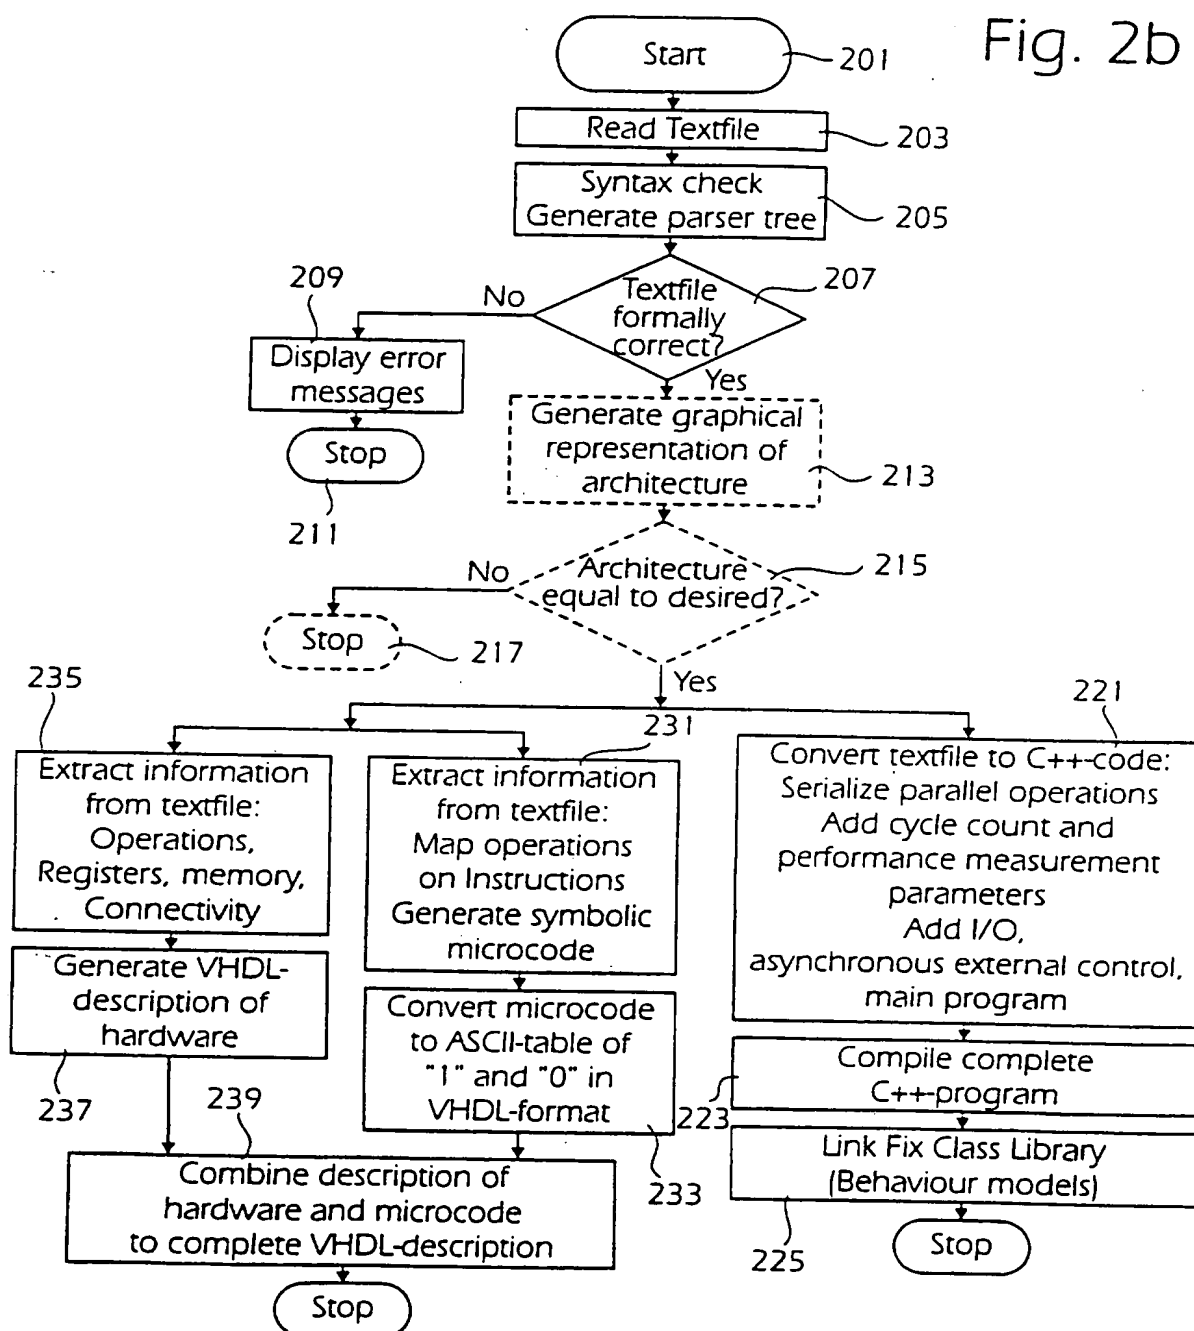 Fig. 2b
Start
201
Read Textfile
203
Syntax check
Generate parser tree
205
207
209
No
Textfile
formally
correct?
Display error
messages
Yes
Generate graphical
representation of
architecture
Stop
213
211
215
No
Architecture
equal to desired?
Stop
217
Yes
235
221
231
Extract information
from textfile:
Operations,
Registers, memory,
Connectivity
Extract information
from textfile:
Map operations
on Instructions
Generate symbolic
microcode
Convert textfile to C++-code:
Serialize parallel operations
Add cycle count and
performance measurement
parameters
Add I/O,
asynchronous external control,
main program
Generate VHDL-
description of
hardware
Convert microcode
to ASCII-table of
"1" and "0" in
VHDL-format
Compile complete
C++-program
237
239
223
Link Fix Class Library
(Behaviour models)
Combine description of
hardware and microcode
to complete VHDL-description
233
225
Stop
Stop